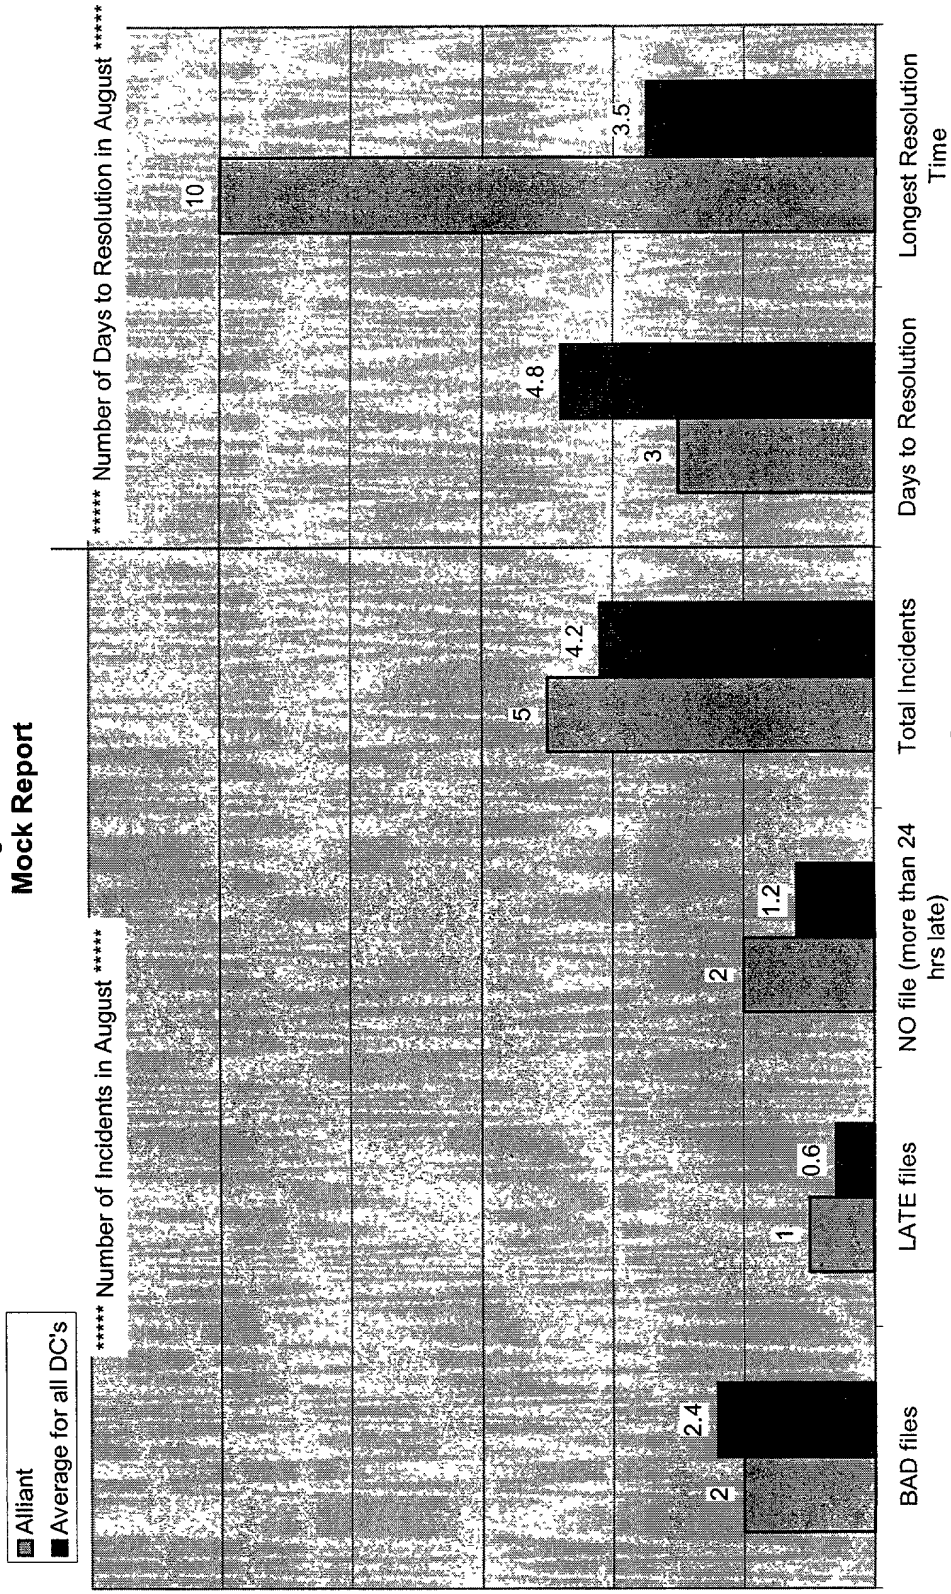 Mock Report
Alliant
Average for all DC's
***** Number of Incidents in August *****
***** Number of Days to Resolution in August *****
2
2.4
1
0.6
2
1.2
5
4.2
3
4.8
10
3.5
BAD files
LATE files
NO file (more than 24
hrs late)
Total Incidents
Days to Resolution
Longest Resolution
Time